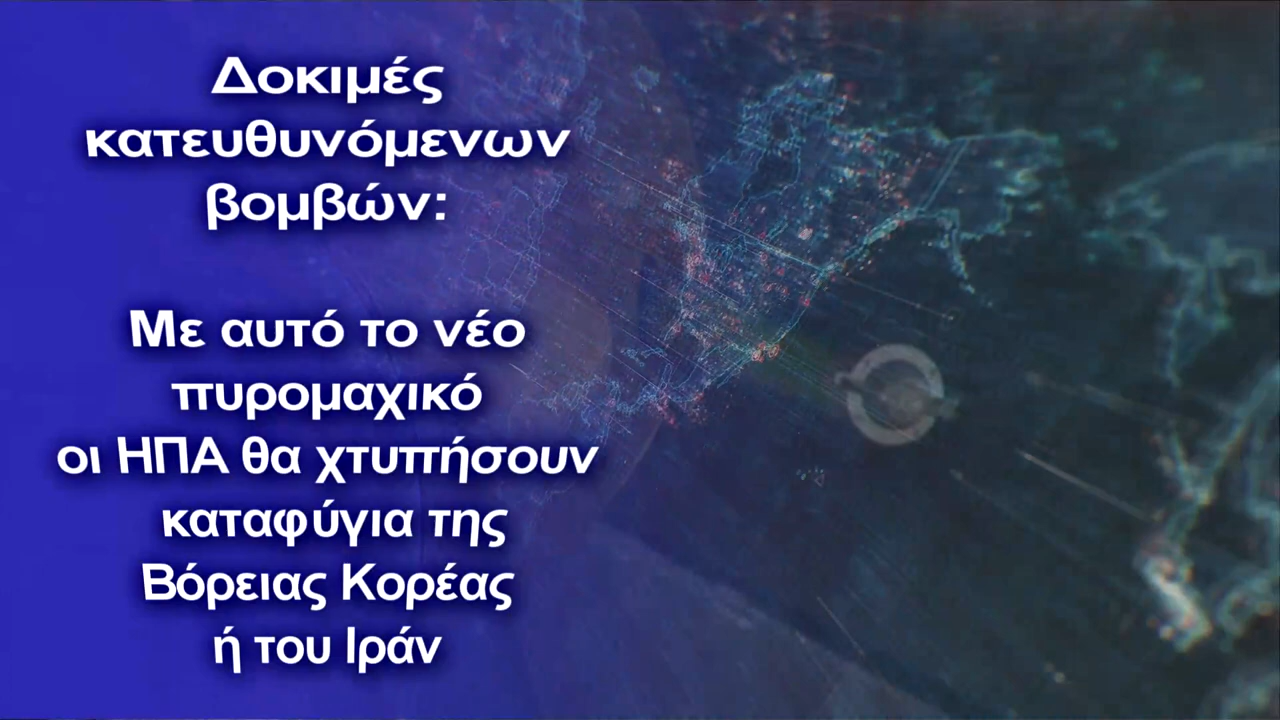 Δοκιμές
κατευθυνόμενων
βομβών:
Με αυτό το νέο
πυρομαχικό
οι ΗΠΑ θα χτυπήσουν
καταφύγια της
Βόρειας Κορέας
ή του Ιράν